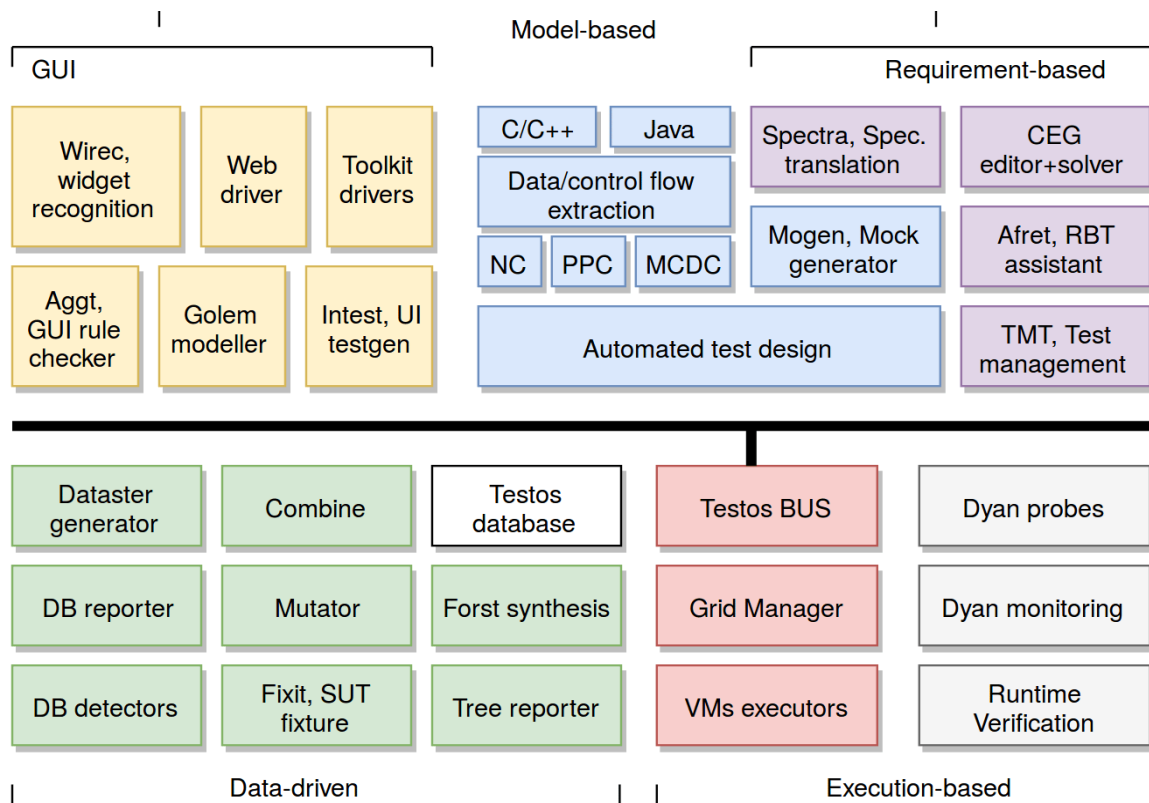 Model-based
GUI
Requirement-based
Wirec,
widget
recognition
Web
driver
Toolkit
drivers
C/C++
Java
Data/control flow
extraction
NC
PPC
MCDC
Spectra, Spec.
translation
CEG
editor+solver
Mogen, Mock
generator
Afret, RBT
assistant
Aggt,
GUI rule
checker
Golem
modeller
Intest, UI
testgen
Automated test design
TMT, Test
management
Dataster
generator
Combine
Testos
database
Testos BUS
Dyan probes
DB reporter
Mutator
Forst synthesis
Grid Manager
Dyan monitoring
DB detectors
Fixit, SUT
fixture
Tree reporter
VMs executors
Runtime
Verification
Data-driven
Execution-based